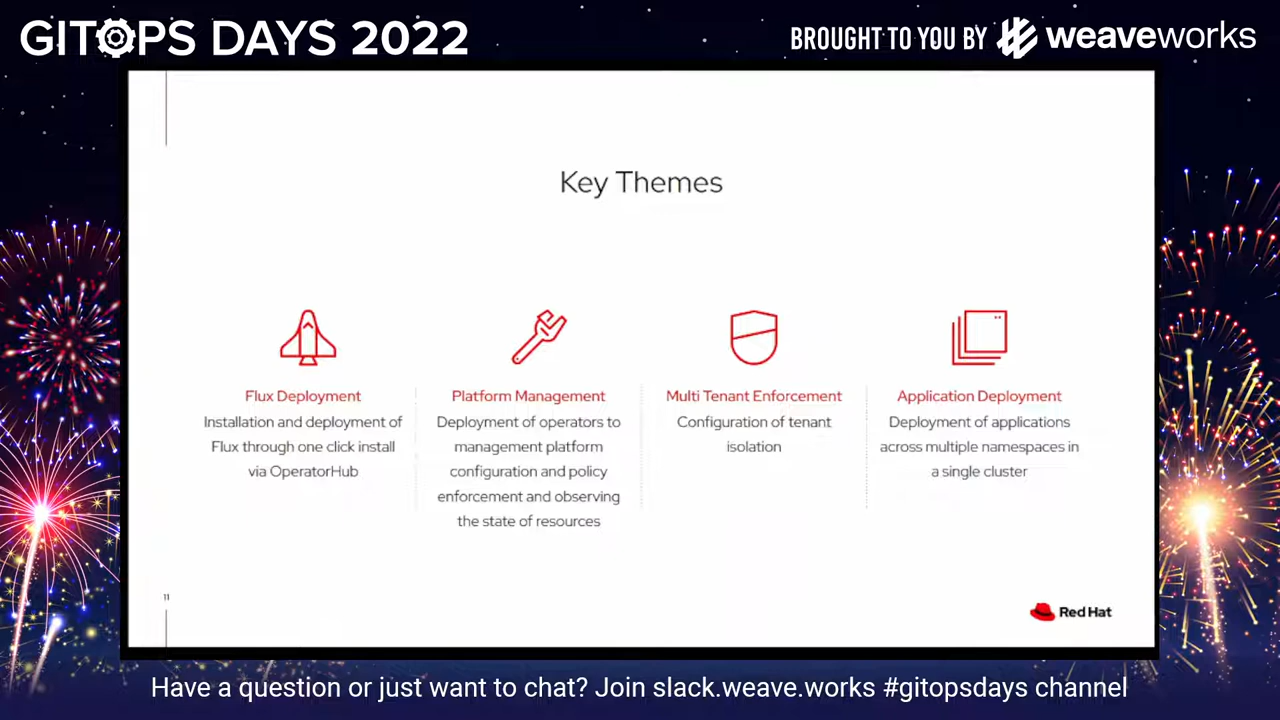 GITOPS DAYS 2022
BROUGHT TO YOU BY weaveworks
Key Themes
Flux Deployment
Installation and deployment of
Flux through one click install
via OperatorHub
Platform Management
Deployment of operators to
management platform
configuration and policy
enforcement and observing
the state of resources
Multi Tenant Enforcement
Configuration of tenant
isolation
Application Deployment
Deployment of applications
across multiple namespaces in
a single cluster
11
Red Hat
Have a question or just want to chat? Join slack.weave.works #gitopsdays channel